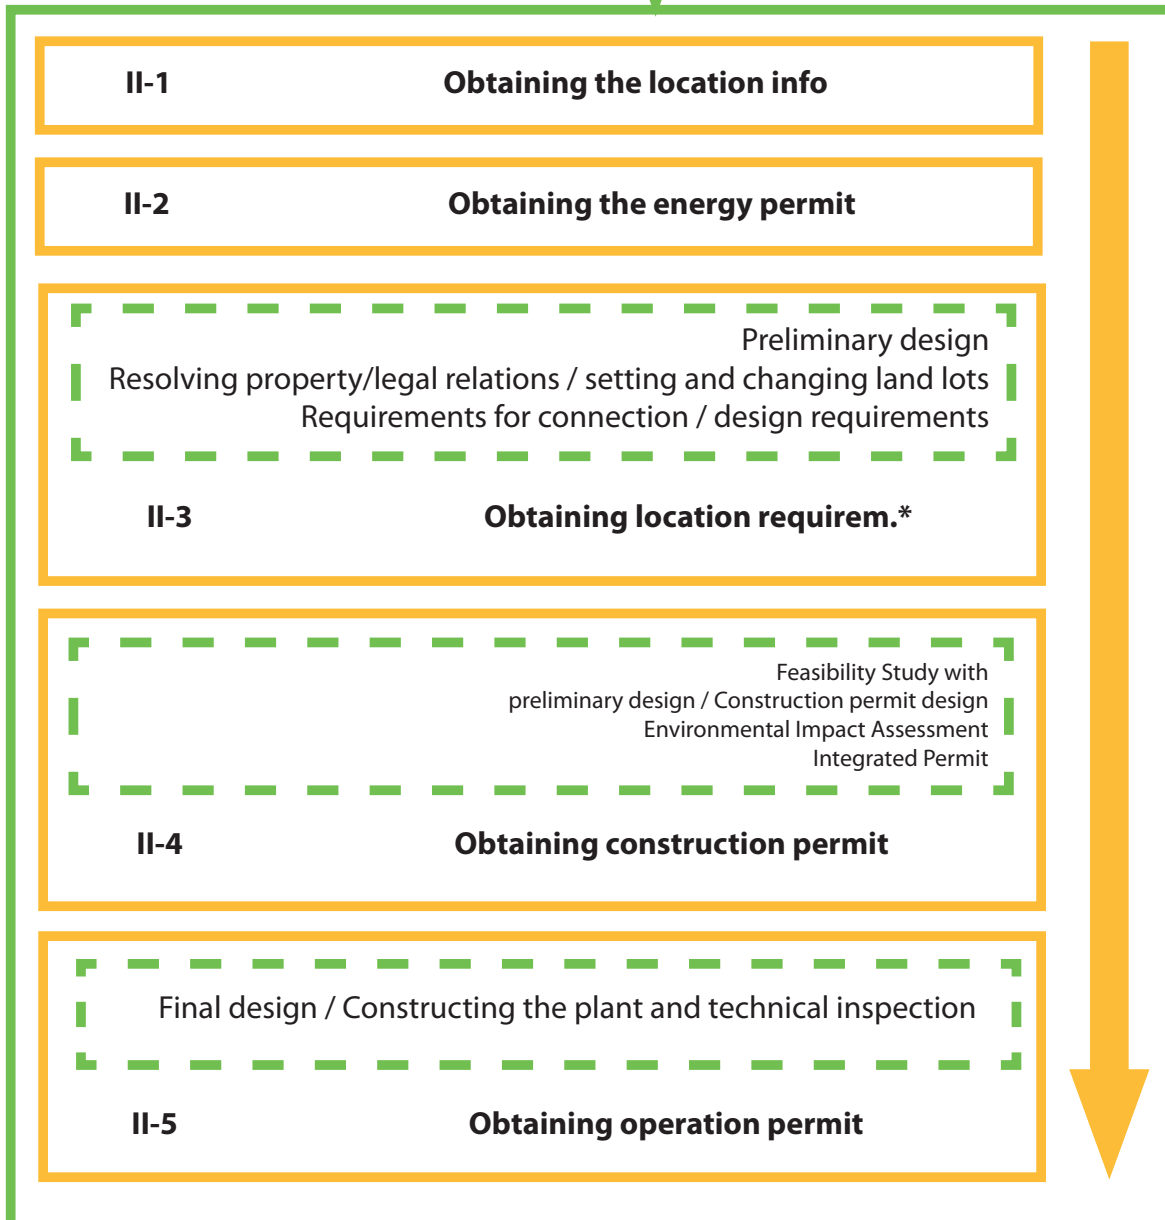 II-1 Obtaining the location info
II-2 Obtaining the energy permit
Preliminary design
Resolving property/legal relations / setting and changing land lots
Requirements for connection / design requirements
II-3 Obtaining location requirem.*
Feasibility Study with
preliminary design / Construction permit design
Environmental Impact Assessment
Integrated Permit
II-4 Obtaining construction permit
Final design / Constructing the plant and technical inspection
II-5 Obtaining operation permit